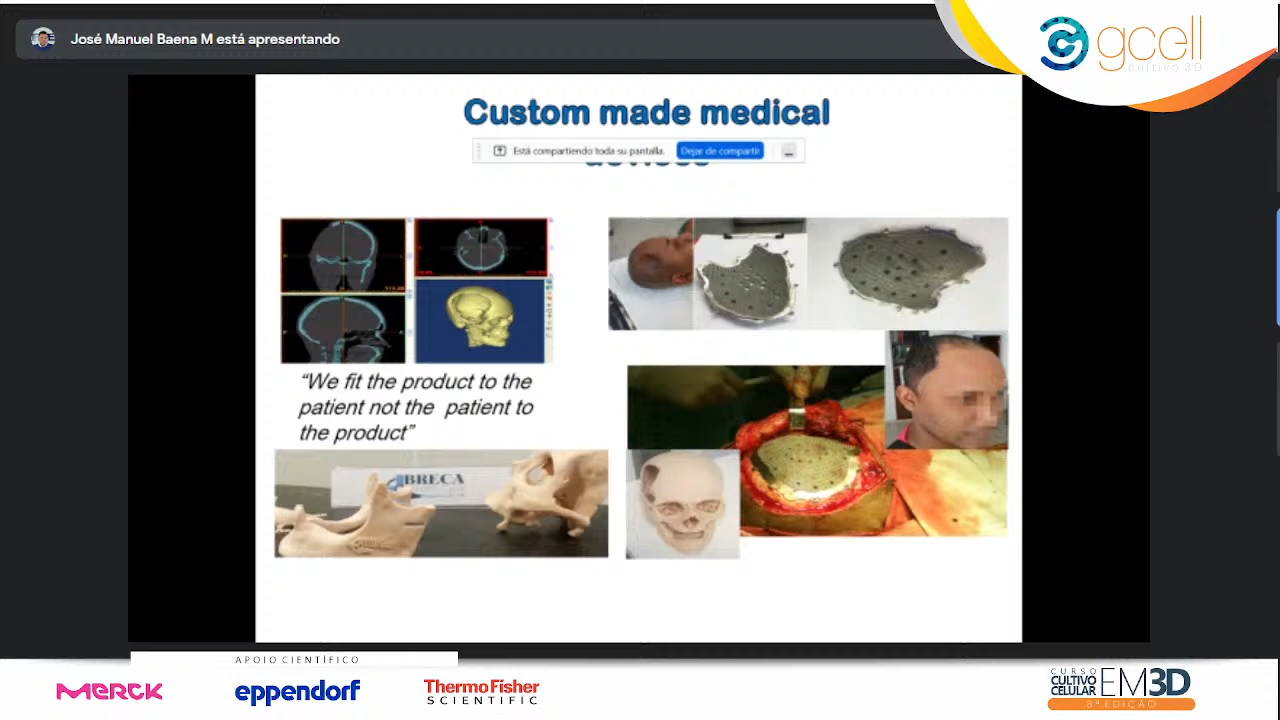 José Manuel Baena M está apresentando
gcell
cultivo 3D
Custom made medical
Está compartiendo toda su pantalla.
Dejar de compartir
"We fit the product to the
patient not the patient to
the product"
BRECA
APOIO CIENTÍFICO
MERCK
eppendorf
ThermoFisher
SCIENTIFIC
CURSO
CULTIVO
CELULAR
EM3D
8ª EDIÇÃO